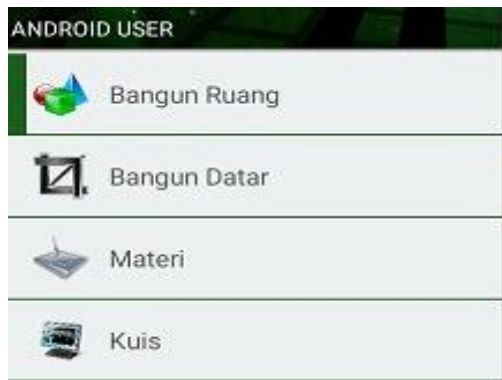 ANDROID USER
Bangun Ruang
Bangun Datar
Materi
Kuis